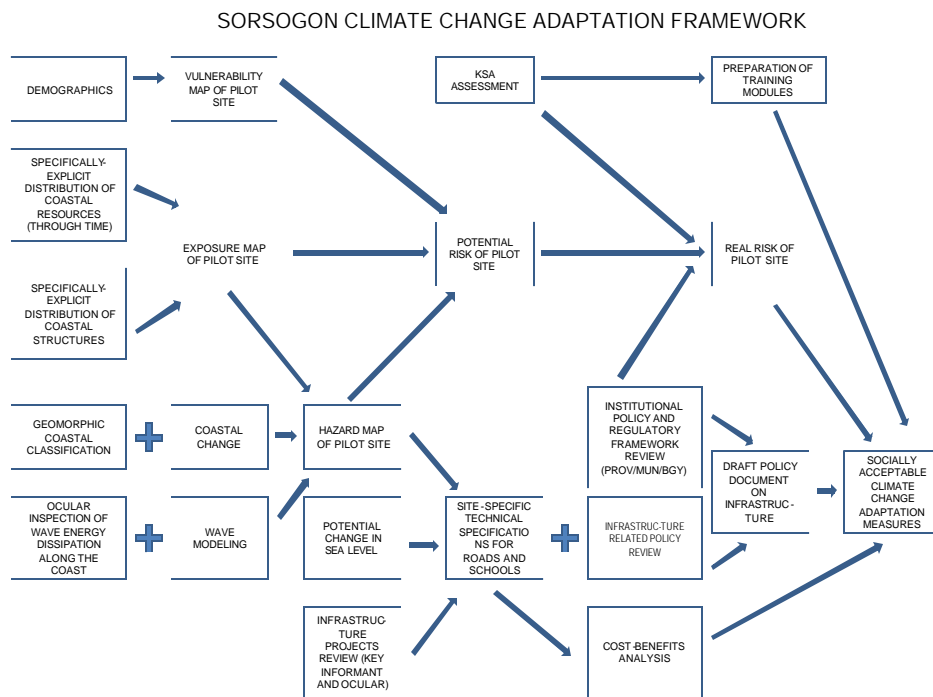 SORSOGON CLIMATE CHANGE ADAPTATION FRAMEWORK
DEMOGRAPHICS
VULNERABILITY
MAP OF PILOT
SITE
KSA
ASSESSMENT
PREPARATION OF
TRAINING
MODULES
SPECIFICALLY-
EXPLICIT
DISTRIBUTION OF
COASTAL
RESOURCES
(THROUGH TIME)
EXPOSURE MAP
OF PILOT SITE
POTENTIAL
RISK OF PILOT
SITE
REAL RISK OF
PILOT SITE
SPECIFICALLY-
EXPLICIT
DISTRIBUTION OF
COASTAL
STRUCTURES
GEOMORPHIC
COASTAL
CLASSIFICATION
COASTAL
CHANGE
HAZARD MAP
OF PILOT SITE
INSTITUTIONAL
POLICY AND
REGULATORY
FRAMEWORK
REVIEW
(PROV/MUN/BGY)
DRAFT POLICY
DOCUMENT
ON
INFRASTRUC -
TURE
SOCIALLY
ACCEPTABLE
CLIMATE
CHANGE
ADAPTATION
MEASURES
OCULAR
INSPECTION OF
WAVE ENERGY
DISSIPATION
ALONG THE
COAST
WAVE
MODELING
POTENTIAL
CHANGE IN
SEA LEVEL
SITE-SPECIFIC
TECHNICAL
SPECIFICATIO
NS FOR
ROADS AND
SCHOOLS
INFRASTRUC-TURE
RELATED POLICY
REVIEW
INFRASTRUC-
TURE
PROJECTS
REVIEW (KEY
INFORMANT
AND OCULAR)
COST-BENEFITS
ANALYSIS